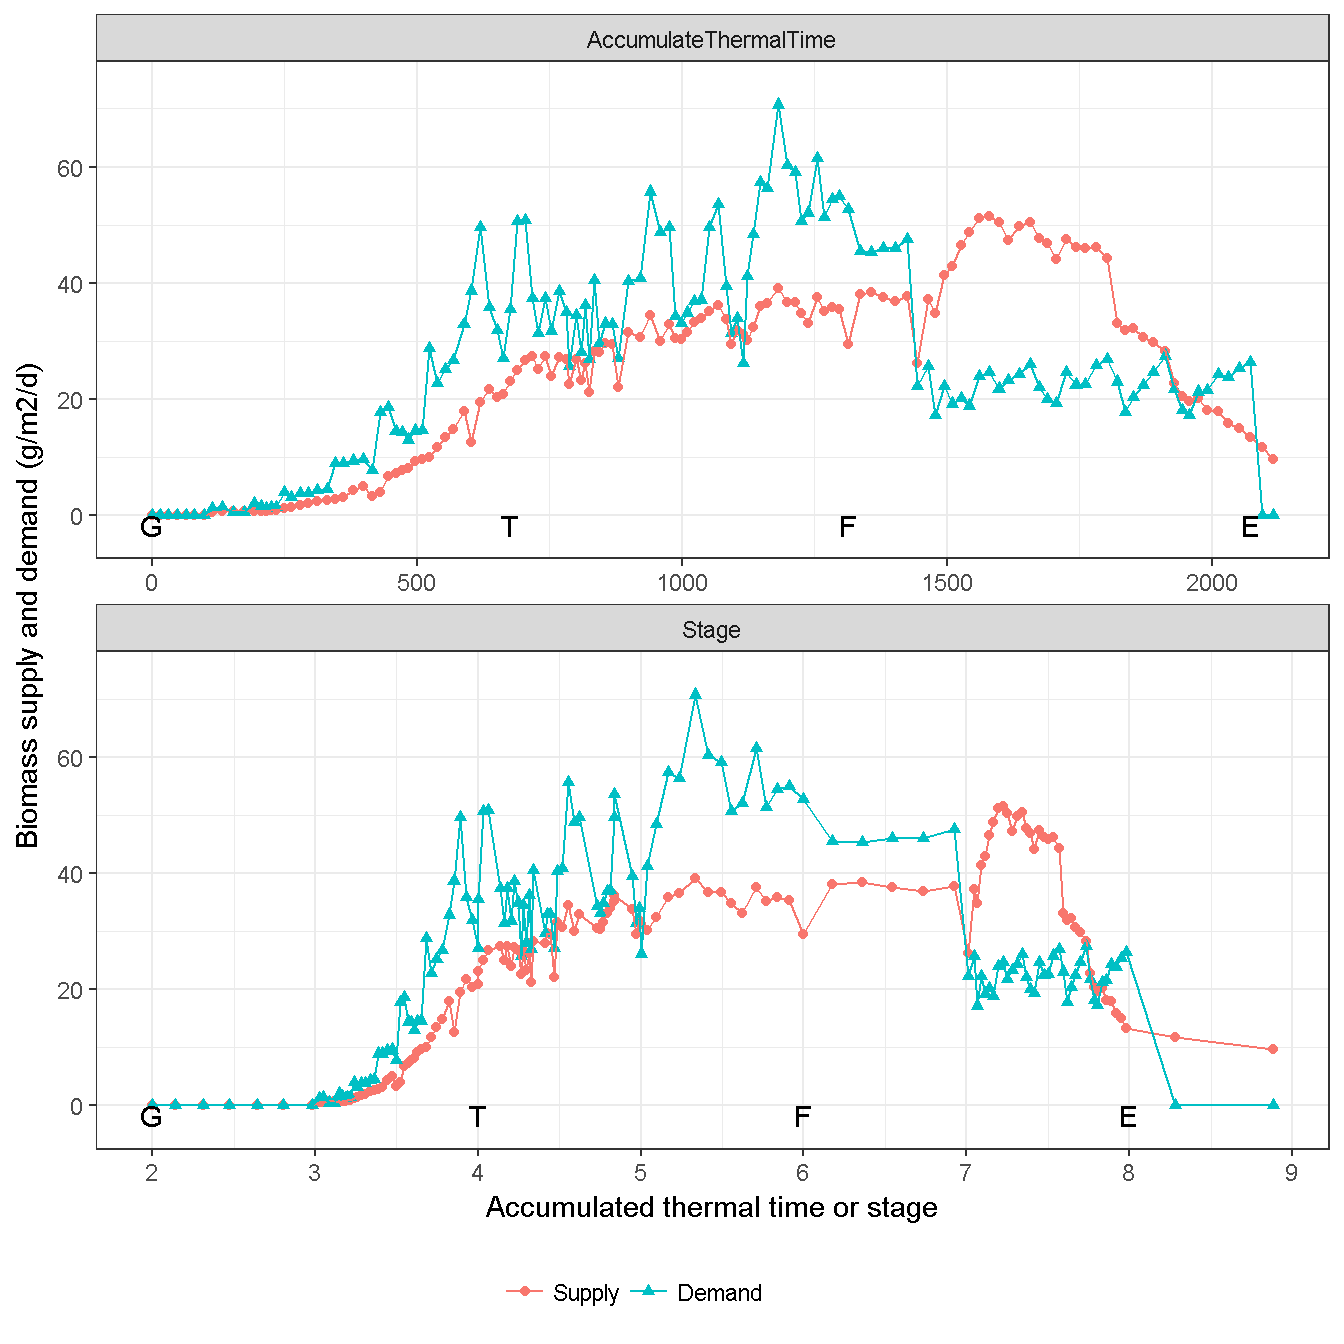 AccumulateThermalTime
60
40
20
0
G T F E
0 500 1000 1500 2000
Stage
60
40
20
0
G T F E
2 3 4 5 6 7 8 9
Accumulated thermal time or stage
Biomass supply and demand (g/m2/d)
Supply Demand